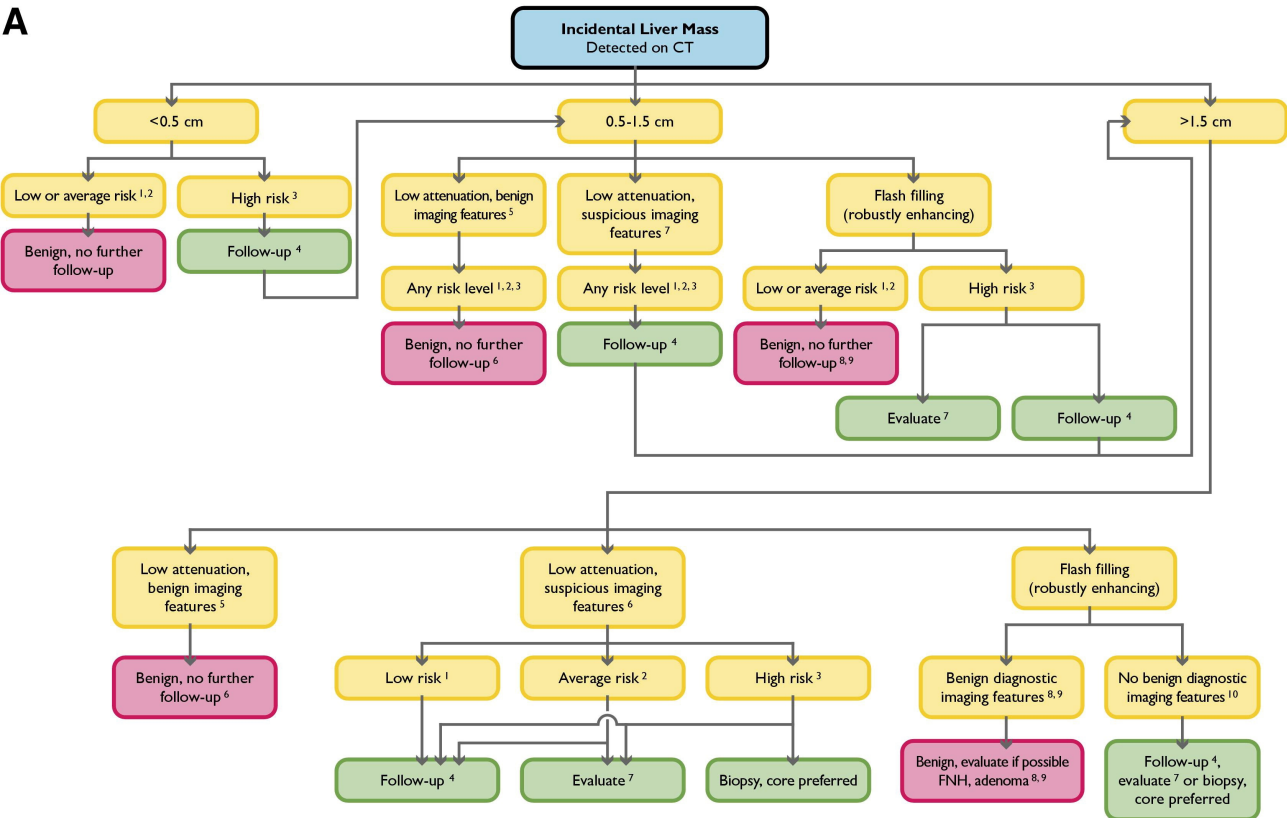 A
Incidental Liver Mass
Detected on CT
<0.5 cm
0.5-1.5 cm
>1.5 cm
Low or average risk 1,2
High risk 3
Benign, no further
follow-up
Follow-up 4
Low attenuation, benign
imaging features 5
Low attenuation,
suspicious imaging
features 7
Flash filling
(robustly enhancing)
Any risk level 1, 2, 3
Any risk level 1, 2, 3
Low or average risk 1,2
High risk 3
Benign, no further
follow-up 6
Follow-up 4
Benign, no further
follow-up 8, 9
Evaluate 7
Follow-up 4
Low attenuation,
benign imaging
features 5
Low attenuation,
suspicious imaging
features 6
Flash filling
(robustly enhancing)
Benign, no further
follow-up 6
Low risk 1
Average risk 2
High risk 3
Benign diagnostic
imaging features 8, 9
No benign diagnostic
imaging features 10
Follow-up 4
Evaluate 7
Biopsy, core preferred
Benign, evaluate if possible
FNH, adenoma 8, 9
Follow-up 4,
evaluate 7 or biopsy,
core preferred